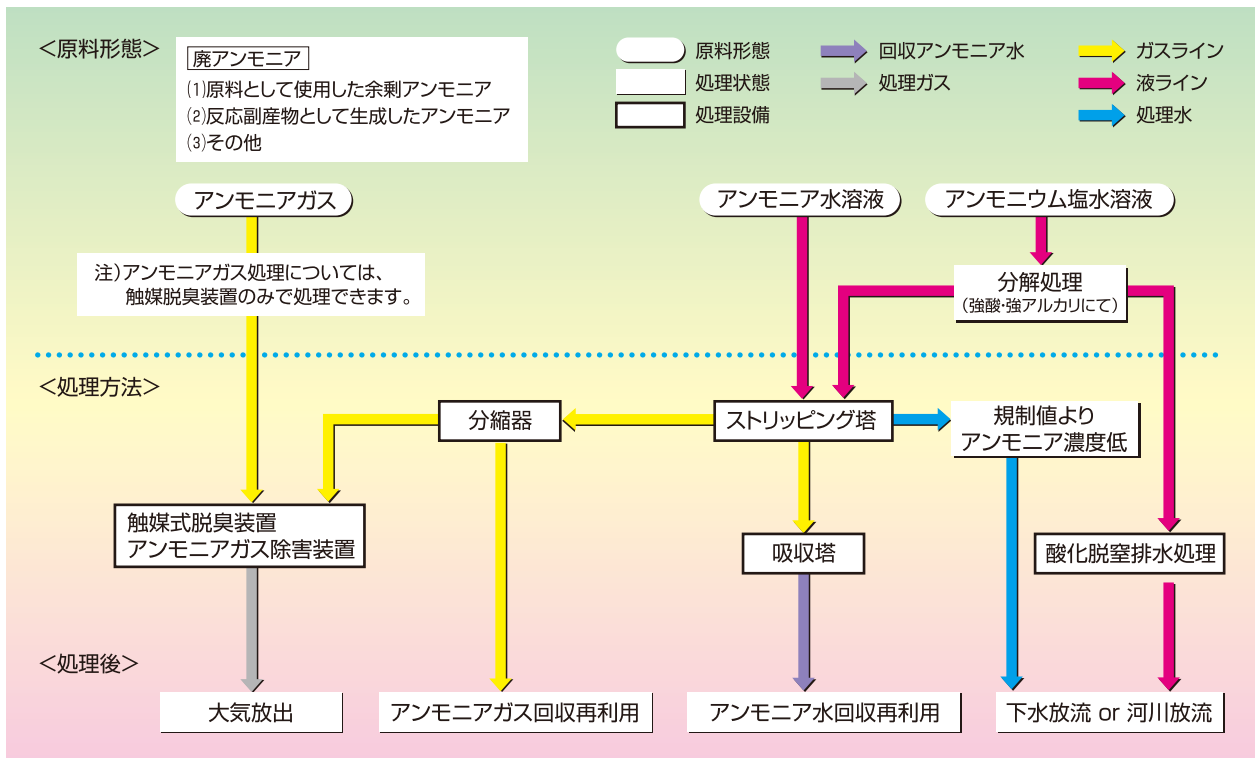 <原料形態>
廃アンモニア
(1)原料として使用した余剰アンモニア
(2)反応副産物として生成したアンモニア
(3)その他
原料形態
処理状態
処理設備
回収アンモニア水
処理ガス
ガスライン
液ライン
処理水
アンモニアガス
アンモニア水溶液
アンモニウム塩水溶液
注)アンモニアガス処理については、
触媒脱臭装置のみで処理できます。
分解処理
(強酸・強アルカリにて)
<処理方法>
分縮器
ストリッピング塔
規制値より
アンモニア濃度低
触媒式脱臭装置
アンモニアガス除害装置
吸収塔
酸化脱窒排水処理
<処理後>
大気放出
アンモニアガス回収再利用
アンモニア水回収再利用
下水放流 or 河川放流